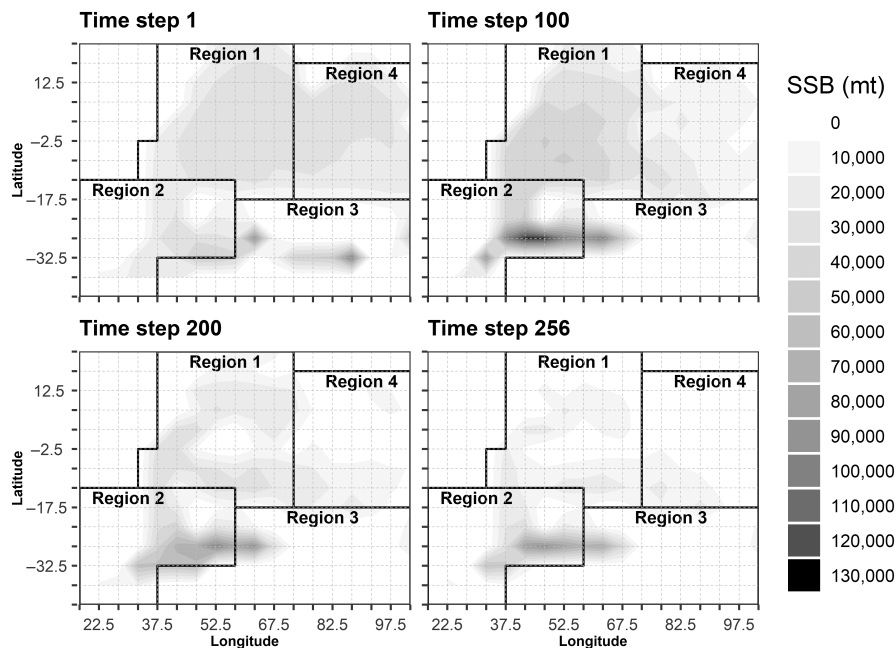 Time step 1
Time step 100
Region 1
Region 4
Region 2
Region 3
Region 1
Region 4
Region 2
Region 3
12.5
−2.5
−17.5
−32.5
Latitude
SSB (mt)
0
10,000
20,000
30,000
40,000
50,000
60,000
70,000
80,000
90,000
100,000
110,000
120,000
130,000
Time step 200
Time step 256
Region 1
Region 4
Region 2
Region 3
Region 1
Region 4
Region 2
Region 3
12.5
−2.5
−17.5
−32.5
Latitude
22.5 37.5 52.5 67.5 82.5 97.5
22.5 37.5 52.5 67.5 82.5 97.5
Longitude
Longitude